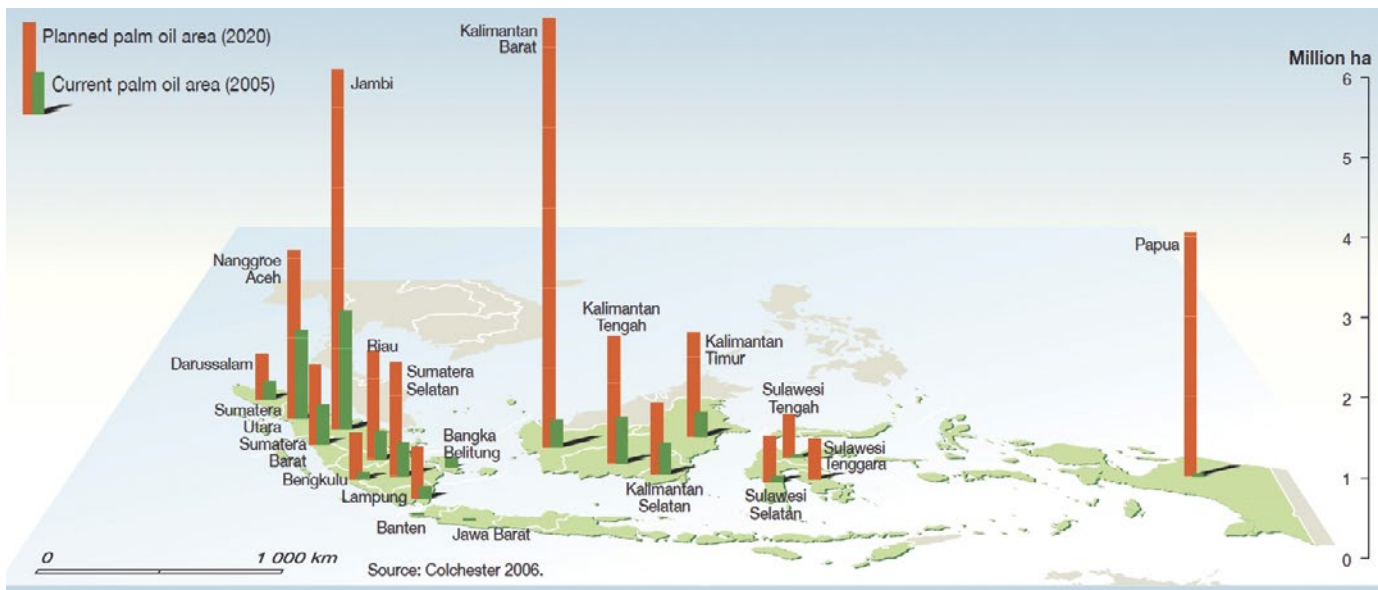 Planned palm oil area (2020)
Current palm oil area (2005)
Kalimantan
Barat
Jambi
Million ha
6
5
4
3
2
1
0
Papua
Nanggroe
Aceh
Kalimantan
Tengah
Kalimantan
Timur
Darussalam
Riau
Sumatera
Selatan
Sulawesi
Tengah
Sumatera
Utara
Sumatera
Barat
Bangka
Belitung
Sulawesi
Tenggara
Bengkulu
Lampung
Kalimantan
Selatan
Sulawesi
Selatan
Banten
Jawa Barat
0
1 000 km
Source: Colchester 2006.